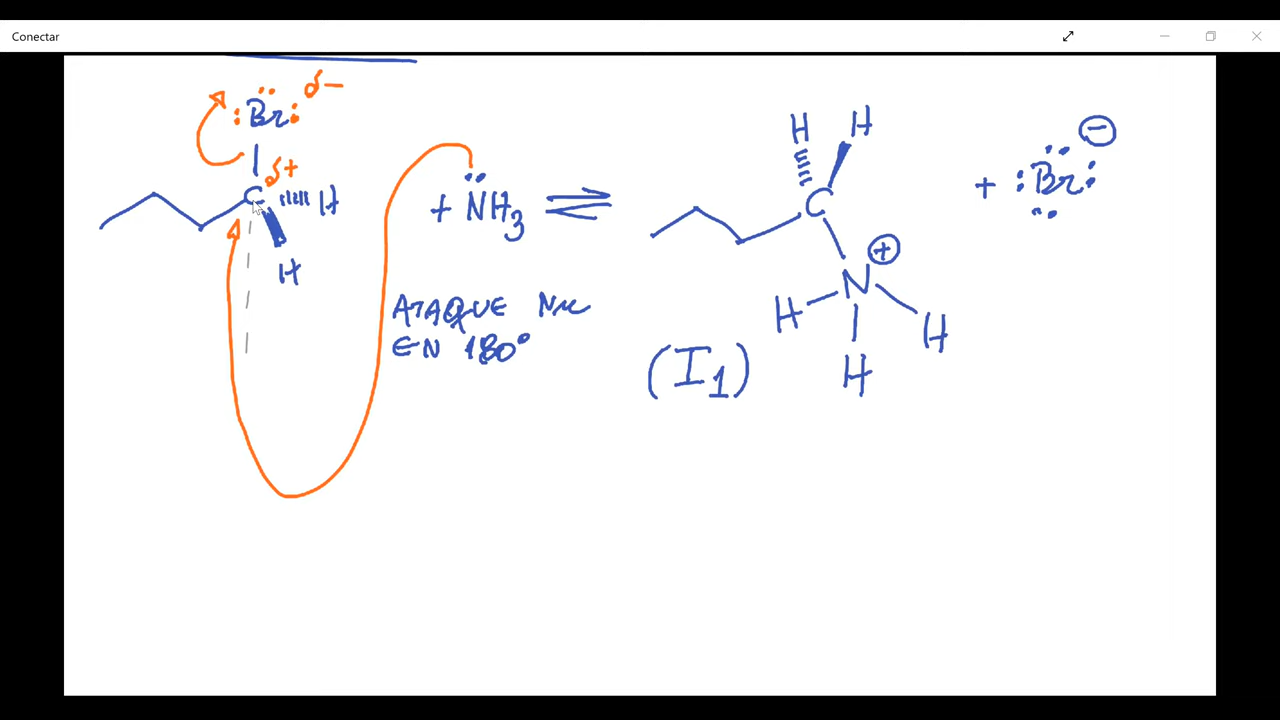 Conectar
Br δ-
δ+
C H
H
+ NH3 ⇌
ATAQUE Nu
EN 180°
H H
C
N +
H H
H
(I1)
+ Br −